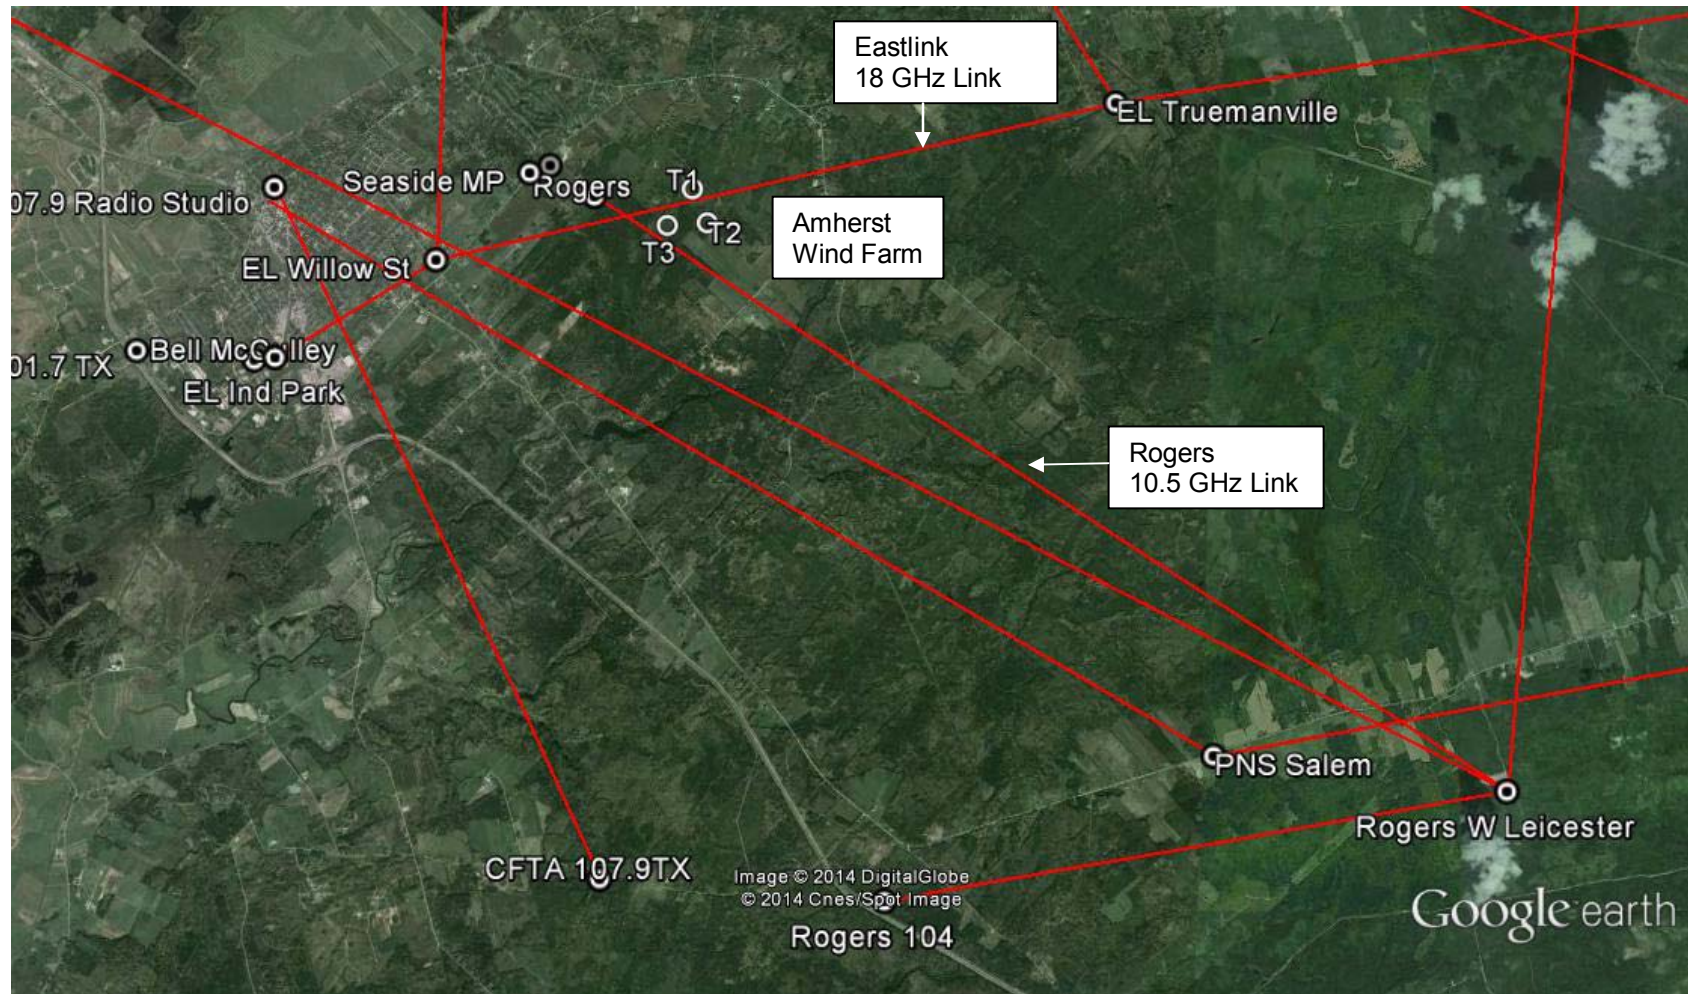 Eastlink
18 GHz Link
EL Truemanville
Seaside MP
Rogers
T1
07.9 Radio Studio
T2
T3
Amherst
Wind Farm
EL Willow St
Bell McCulley
01.7 TX
EL Ind Park
Rogers
10.5 GHz Link
PNS Salem
Rogers W Leicester
CFTA 107.9TX
Image © 2014 DigitalGlobe
© 2014 Cnes/Spot Image
Rogers 104
Google earth